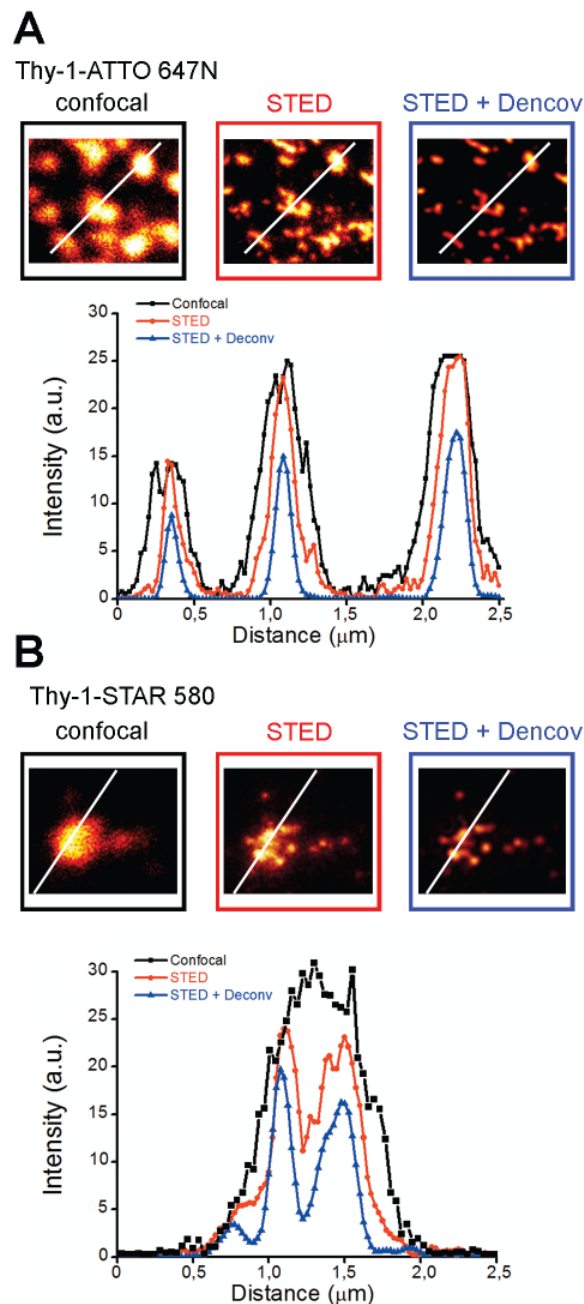 A
Thy-1-ATTO 647N
confocal STED STED + Dencov
Confocal
STED
STED + Deconv
30
25
20
15
10
5
0
Intensity (a.u.)
0 0,5 1,0 1,5 2,0 2,5
Distance (μm)
B
Thy-1-STAR 580
confocal STED STED + Dencov
Confocal
STED
STED + Deconv
30
25
20
15
10
5
0
Intensity (a.u.)
0 0,5 1,0 1,5 2,0 2,5
Distance (μm)